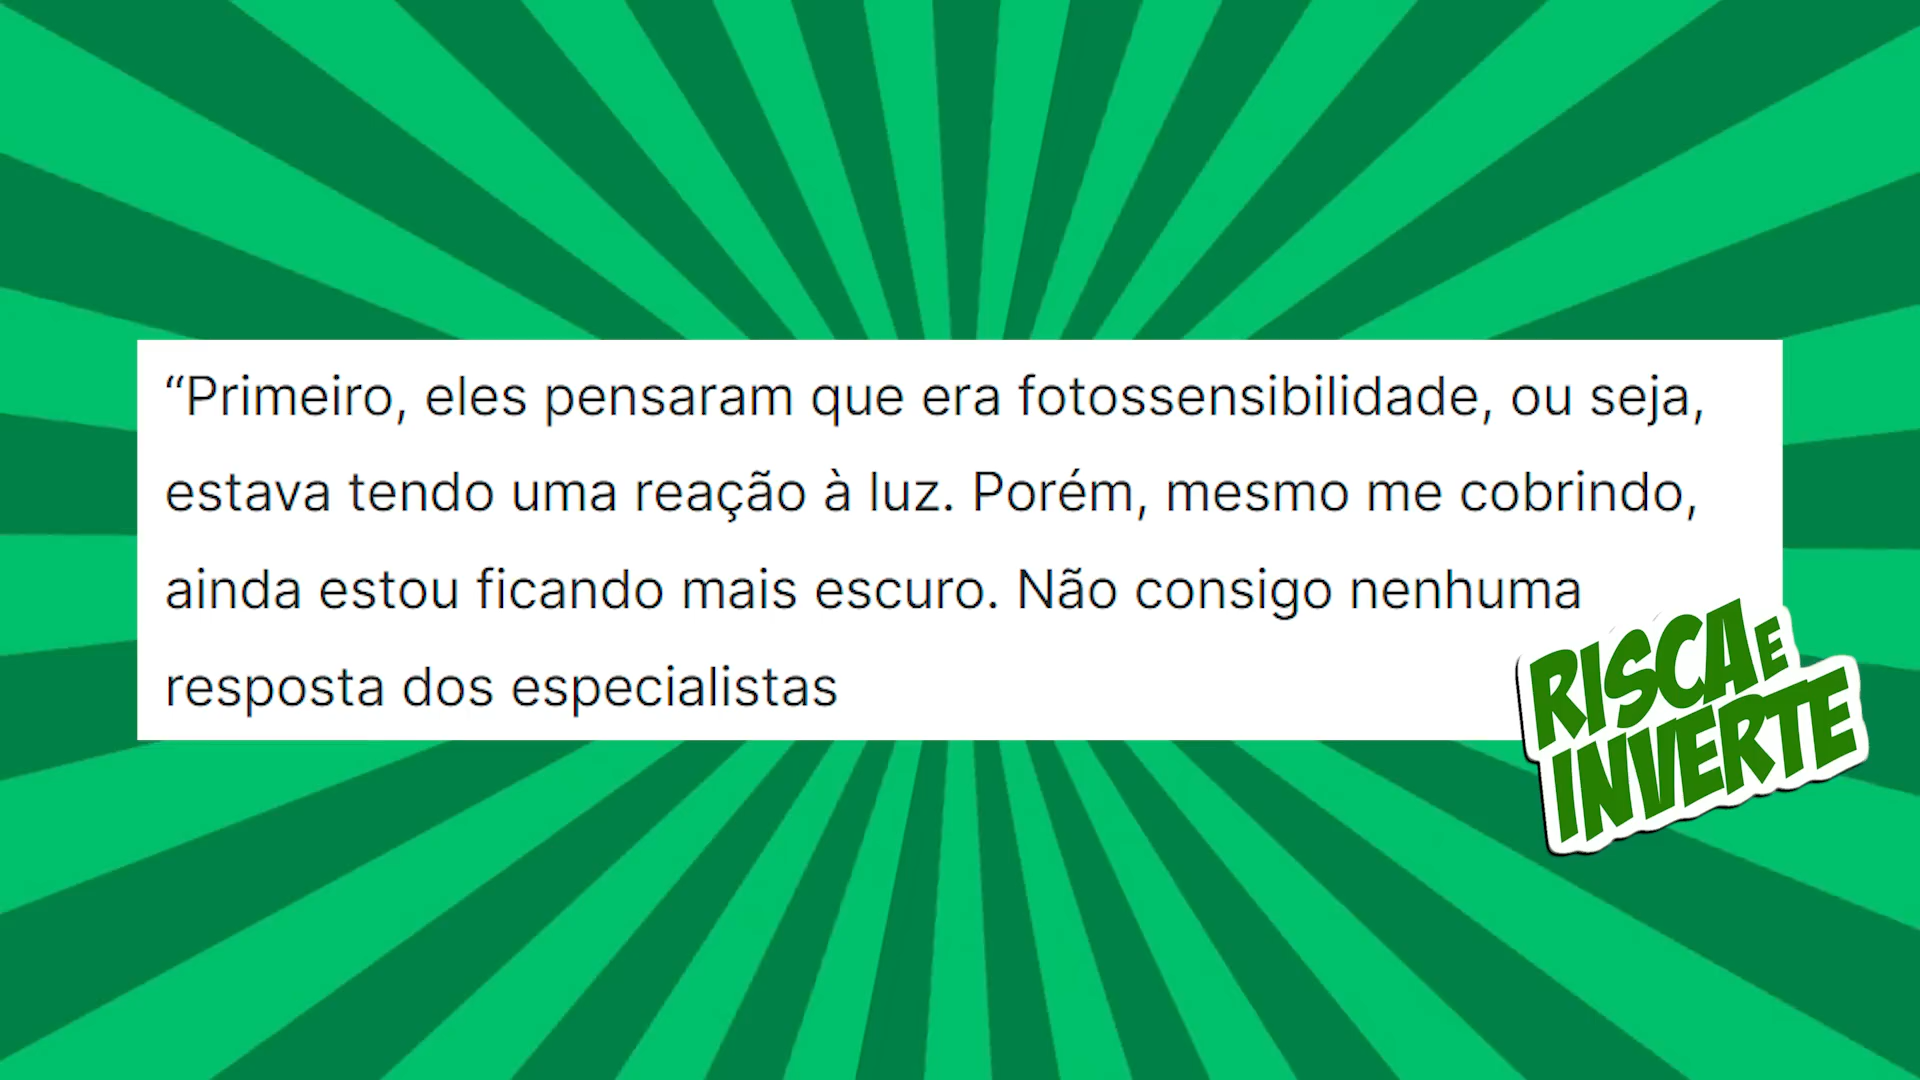 “Primeiro, eles pensaram que era fotossensibilidade, ou seja,
estava tendo uma reação à luz. Porém, mesmo me cobrindo,
ainda estou ficando mais escuro. Não consigo nenhuma
resposta dos especialistas
RISCA E
INVERTE